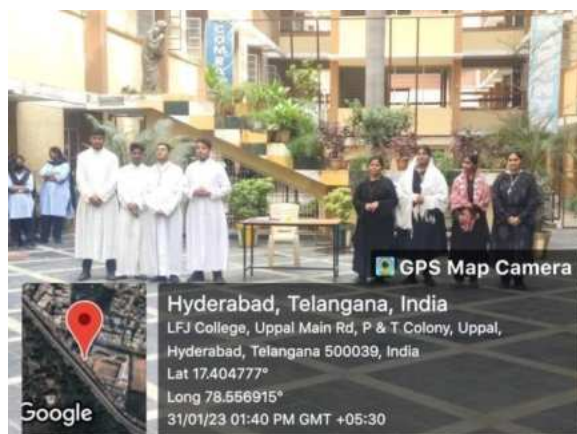 COMP
GPS Map Camera
Hyderabad, Telangana, India
LFJ College, Uppal Main Rd, P & T Colony, Uppal,
Hyderabad, Telangana 500039, India
Lat 17.404777°
Long 78.556915°
31/01/23 01:40 PM GMT +05:30
Google